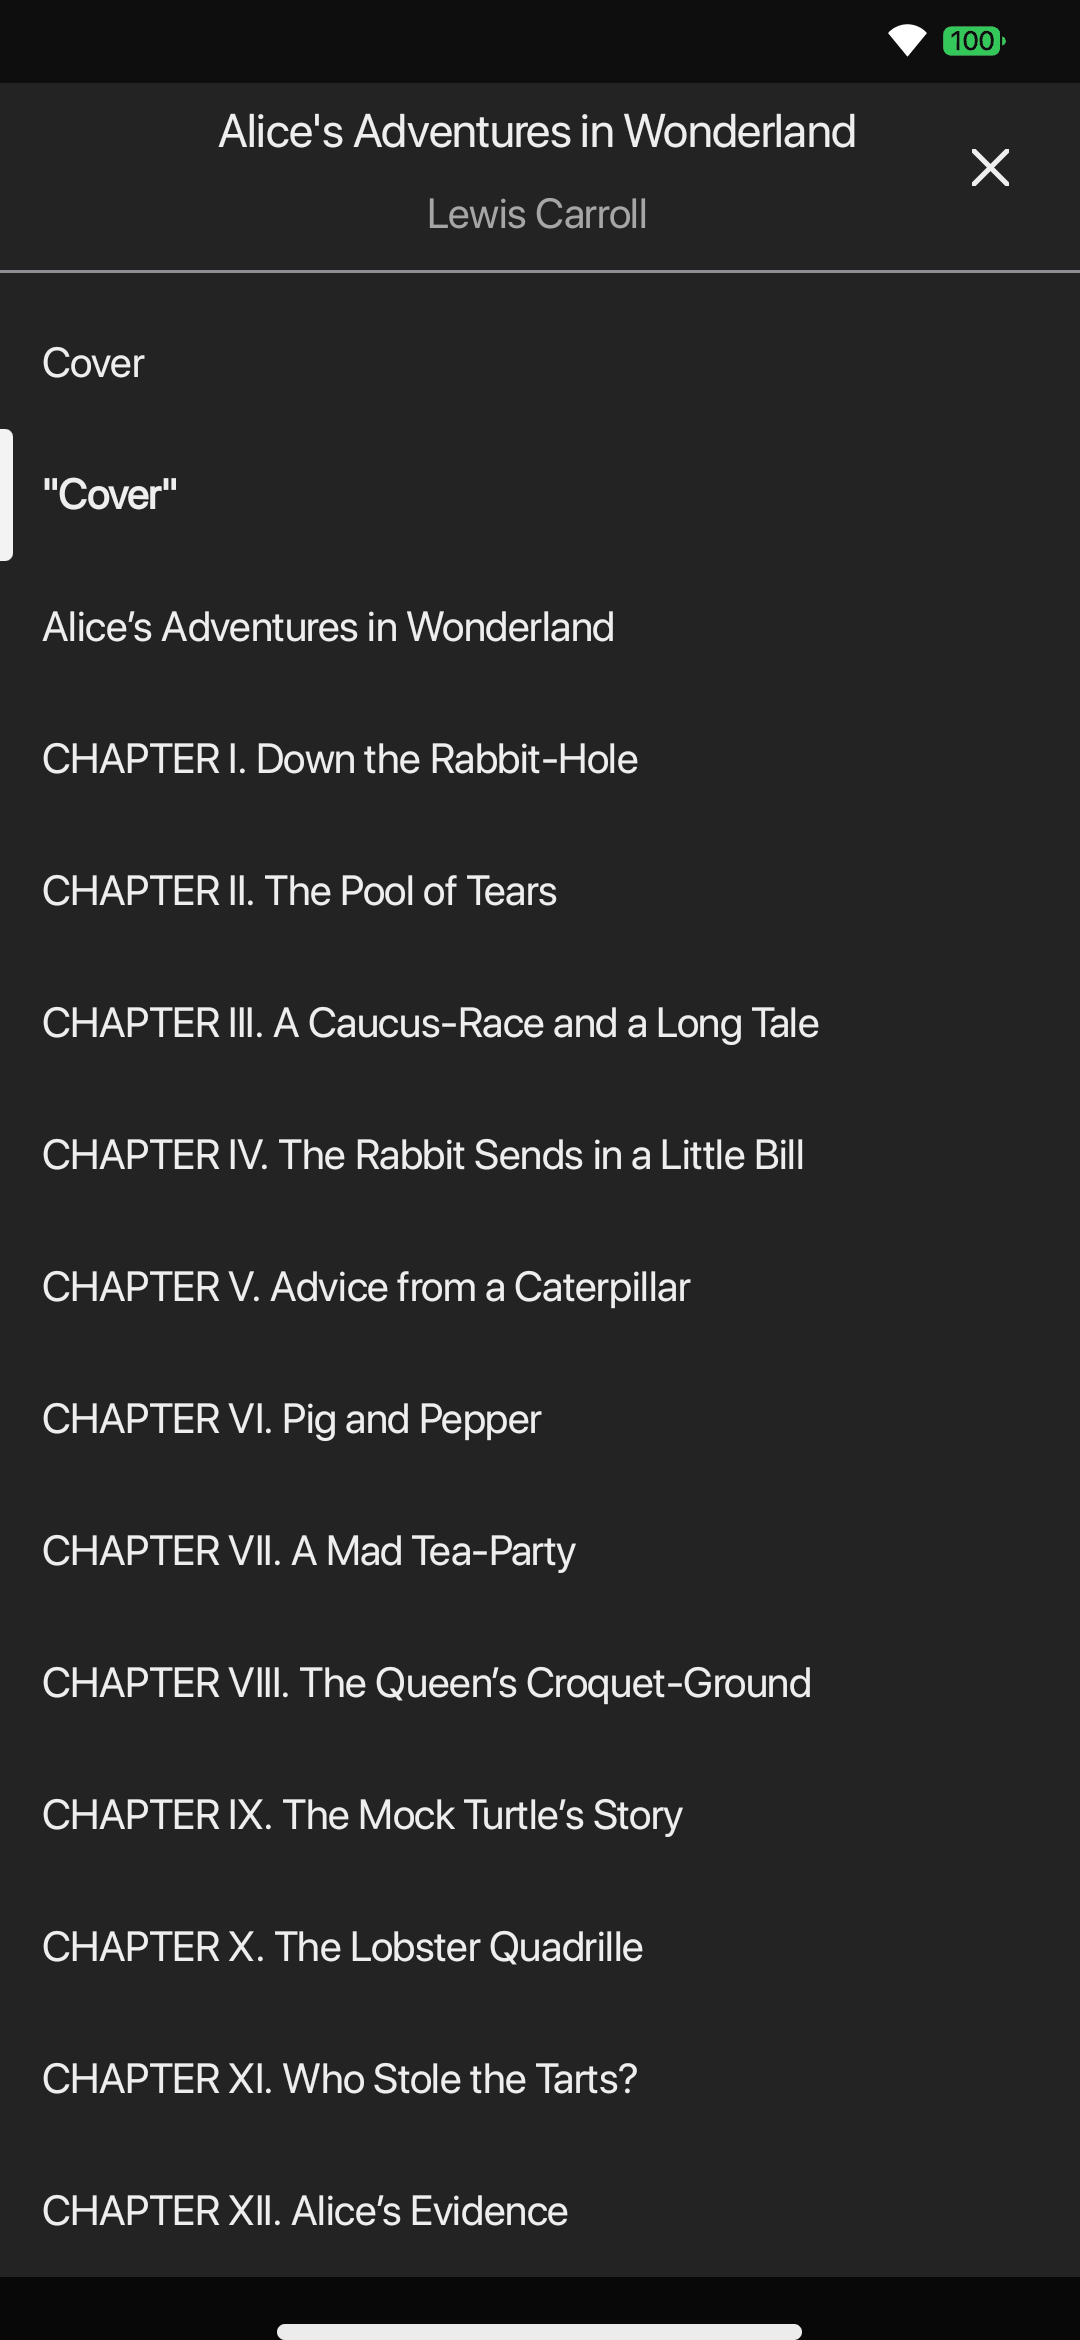 100
Alice's Adventures in Wonderland
Lewis Carroll
Cover
"Cover"
Alice’s Adventures in Wonderland
CHAPTER I. Down the Rabbit-Hole
CHAPTER II. The Pool of Tears
CHAPTER III. A Caucus-Race and a Long Tale
CHAPTER IV. The Rabbit Sends in a Little Bill
CHAPTER V. Advice from a Caterpillar
CHAPTER VI. Pig and Pepper
CHAPTER VII. A Mad Tea-Party
CHAPTER VIII. The Queen’s Croquet-Ground
CHAPTER IX. The Mock Turtle’s Story
CHAPTER X. The Lobster Quadrille
CHAPTER XI. Who Stole the Tarts?
CHAPTER XII. Alice’s Evidence